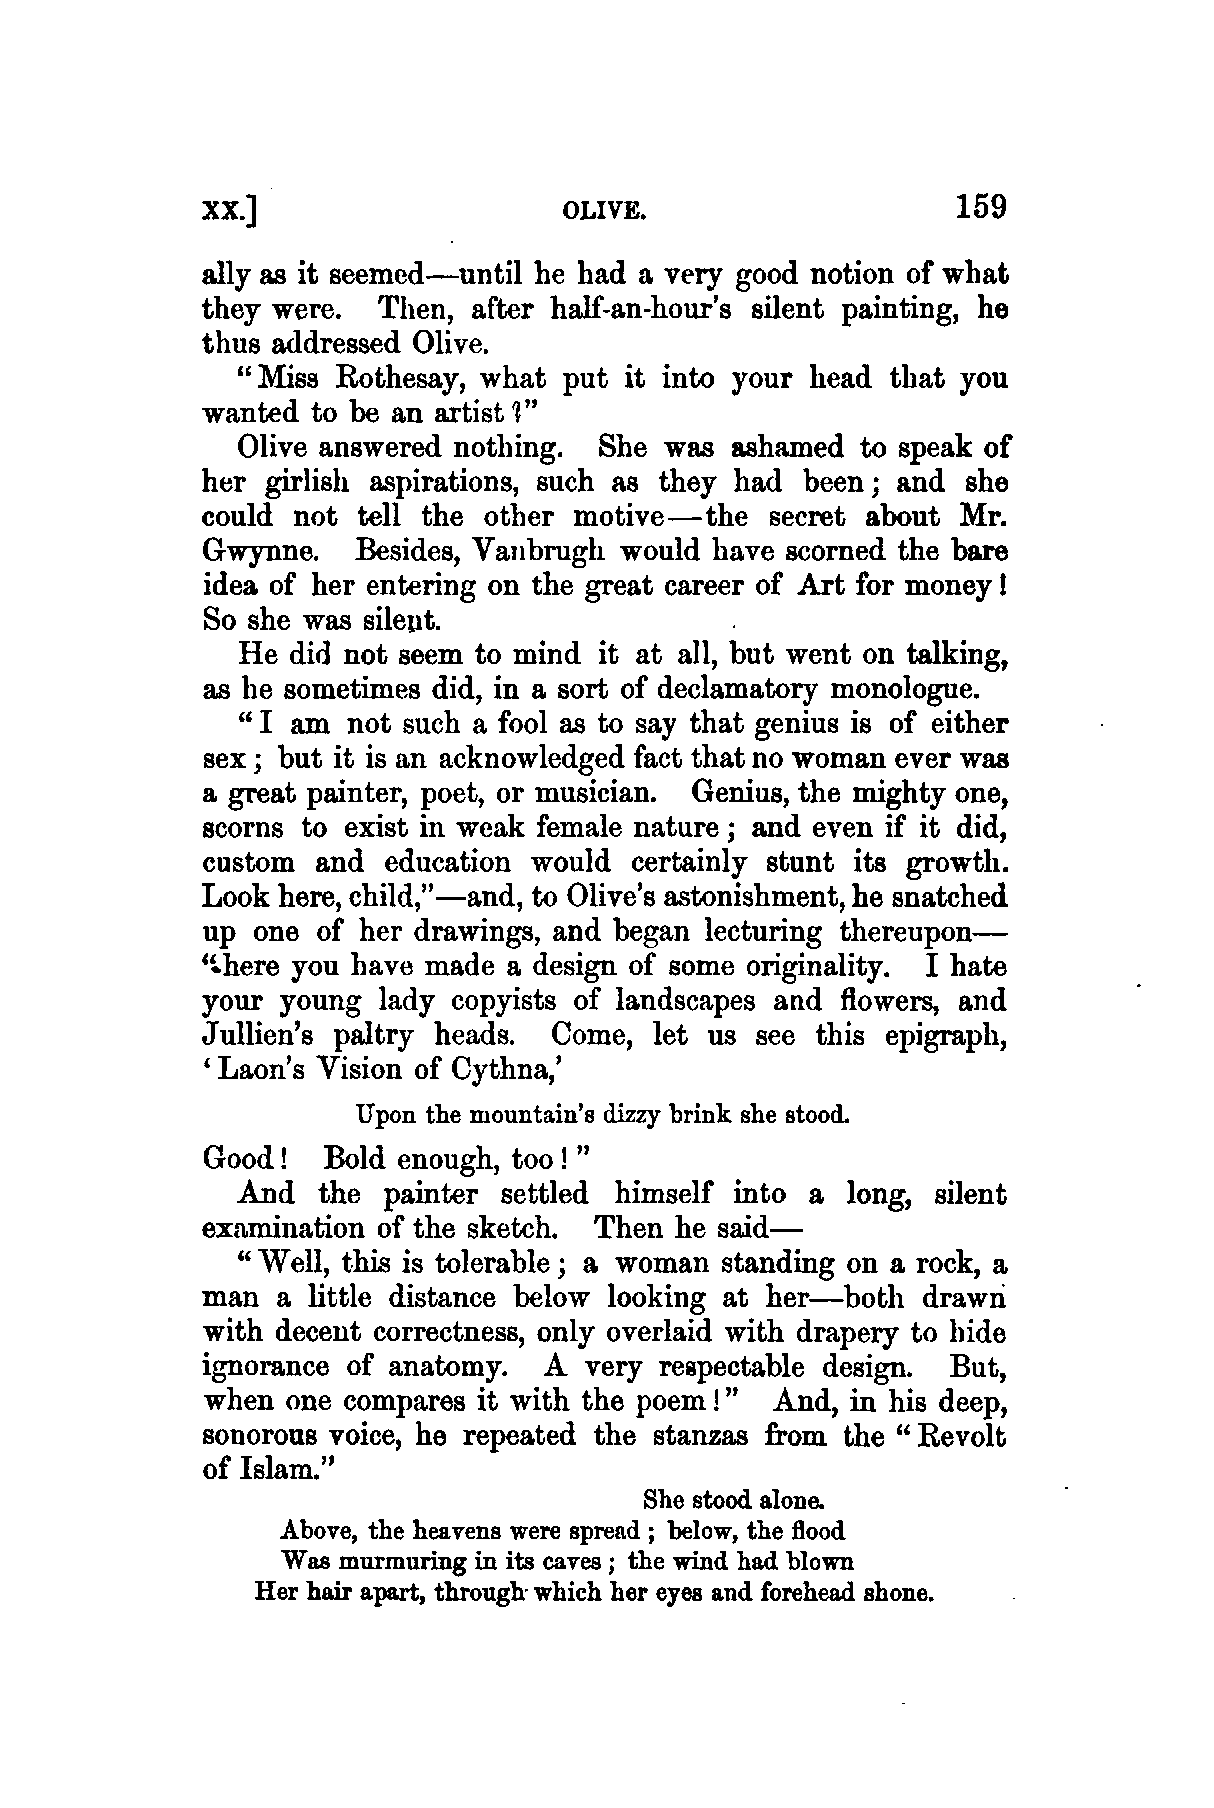 XX.] OLIVE. 159
ally as it seemed—until he had a very good notion of what
they were. Then, after half-an-hour's silent painting, he
thus addressed Olive.
"Miss Rothesay, what put it into your head that you
wanted to be an artist?"
Olive answered nothing. She was ashamed to speak of
her girlish aspirations, such as they had been; and she
could not tell the other motive—the secret about Mr.
Gwynne. Besides, Vanbrugh would have scorned the bare
idea of her entering on the great career of Art for money!
So she was silent.
He did not seem to mind it at all, but went on talking,
as he sometimes did, in a sort of declamatory monologue.
"I am not such a fool as to say that genius is of either
sex; but it is an acknowledged fact that no woman ever was
a great painter, poet, or musician. Genius, the mighty one,
scorns to exist in weak female nature; and even if it did,
custom and education would certainly stunt its growth.
Look here, child,"—and, to Olive's astonishment, he snatched
up one of her drawings, and began lecturing thereupon—
"here you have made a design of some originality. I hate
your young lady copyists of landscapes and flowers, and
Jullien's paltry heads. Come, let us see this epigraph,
'Laon's Vision of Cythna,'
Upon the mountain's dizzy brink she stood.
Good! Bold enough, too!"
And the painter settled himself into a long, silent
examination of the sketch. Then he said—
"Well, this is tolerable; a woman standing on a rock, a
man a little distance below looking at her—both drawn
with decent correctness, only overlaid with drapery to hide
ignorance of anatomy. A very respectable design. But,
when one compares it with the poem!" And, in his deep,
sonorous voice, he repeated the stanzas from the "Revolt
of Islam."
She stood alone.
Above, the heavens were spread; below, the flood
Was murmuring in its caves; the wind had blown
Her hair apart, through which her eyes and forehead shone.